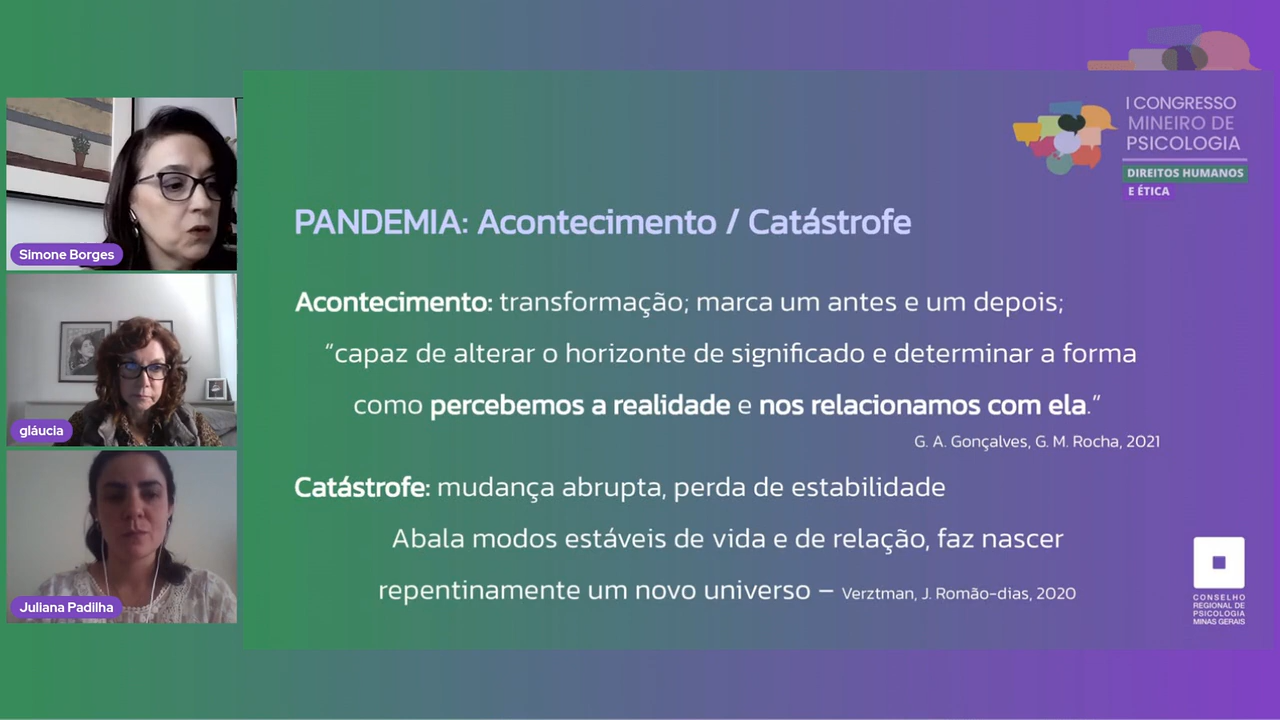 I CONGRESSO
MINEIRO DE
PSICOLOGIA
DIREITOS HUMANOS
E ÉTICA
Simone Borges
gláucia
Juliana Padilha
PANDEMIA: Acontecimento / Catástrofe
Acontecimento: transformação; marca um antes e um depois;
"capaz de alterar o horizonte de significado e determinar a forma
como percebemos a realidade e nos relacionamos com ela."
G. A. Gonçalves, G. M. Rocha, 2021
Catástrofe: mudança abrupta, perda de estabilidade
Abala modos estáveis de vida e de relação, faz nascer
repentinamente um novo universo – Verztman, J. Romão-dias, 2020
CONSELHO
REGIONAL DE
PSICOLOGIA
MINAS GERAIS